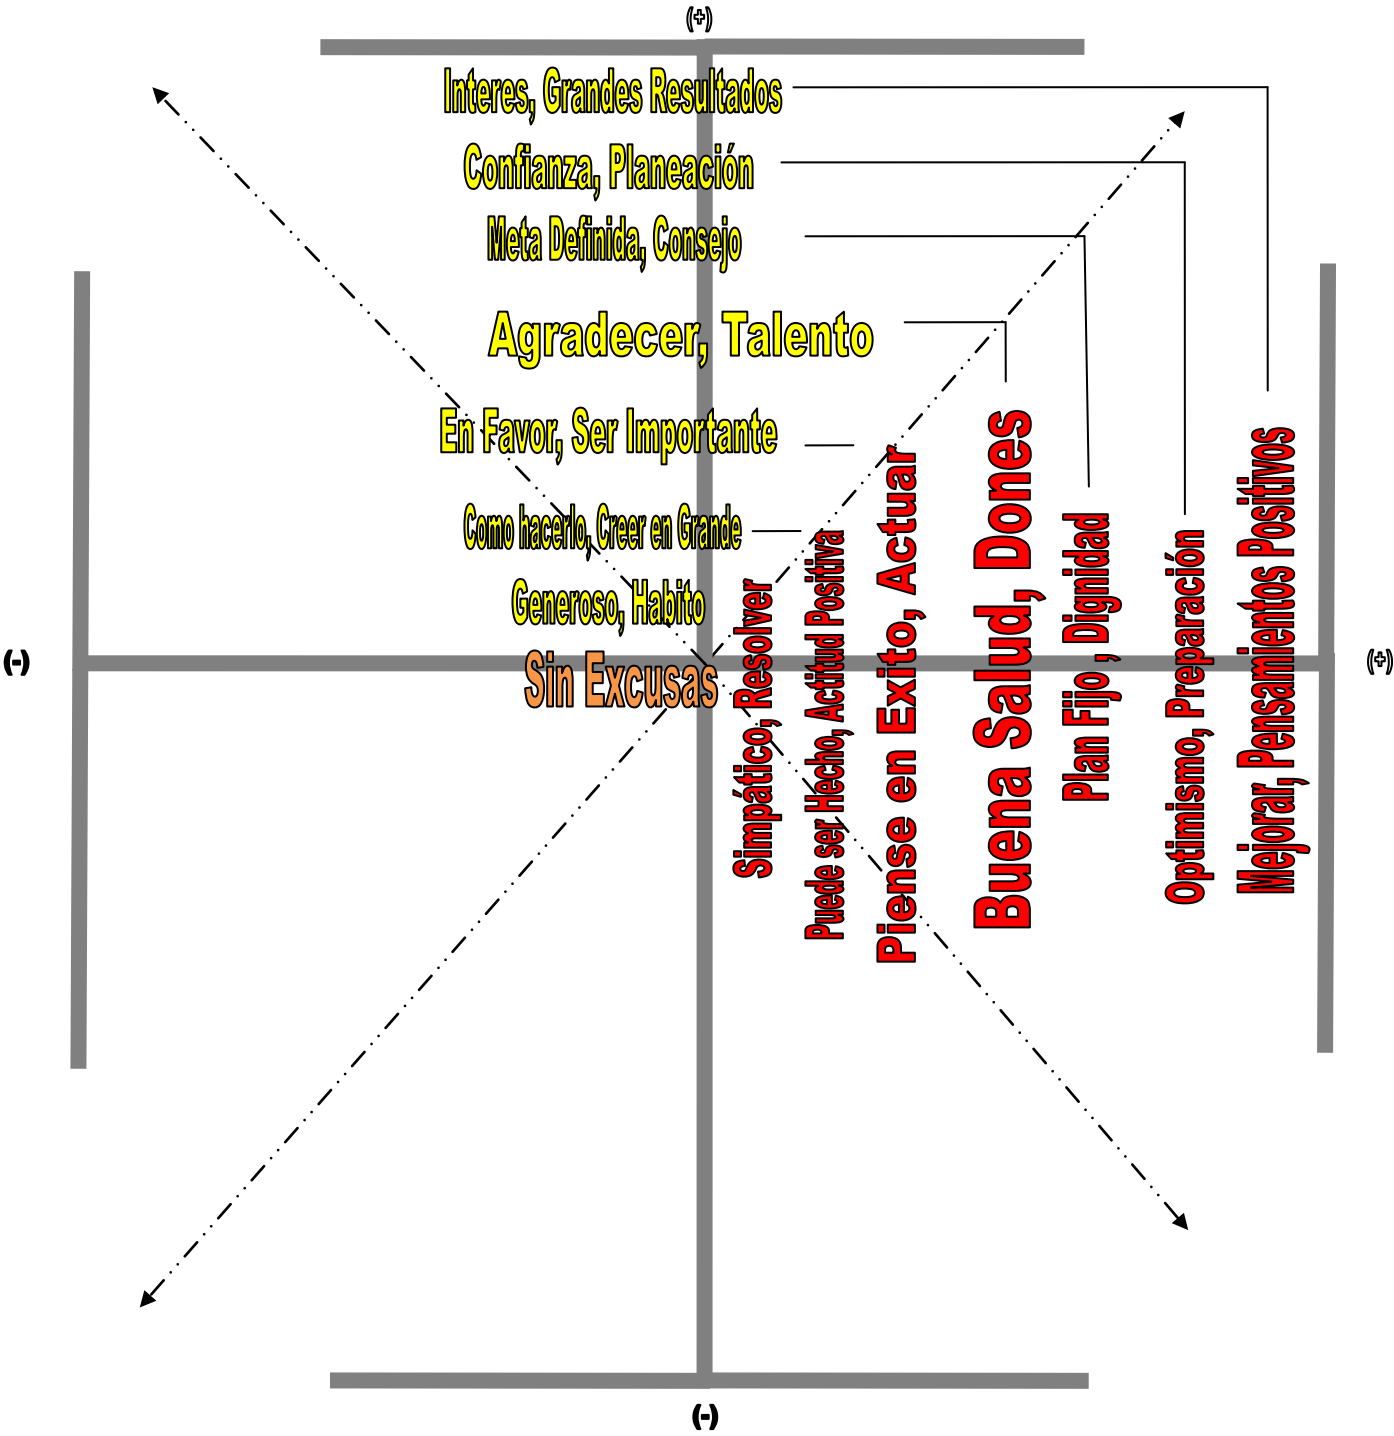 (+)
Interes, Grandes Resultados
Confianza, Planeación
Meta Definida, Consejo
Agradecer, Talento
En Favor, Ser Importante
Como hacerlo, Creer en Grande
Generoso, Habito
Sin Excusas
(-)
(+)
Simpático, Resolver
Puede ser Hecho, Actitud Positiva
Piense en Exito, Actuar
Buena Salud, Dones
Plan Fijo , Dignidad
Optimismo, Preparación
Mejorar, Pensamientos Positivos
(-)